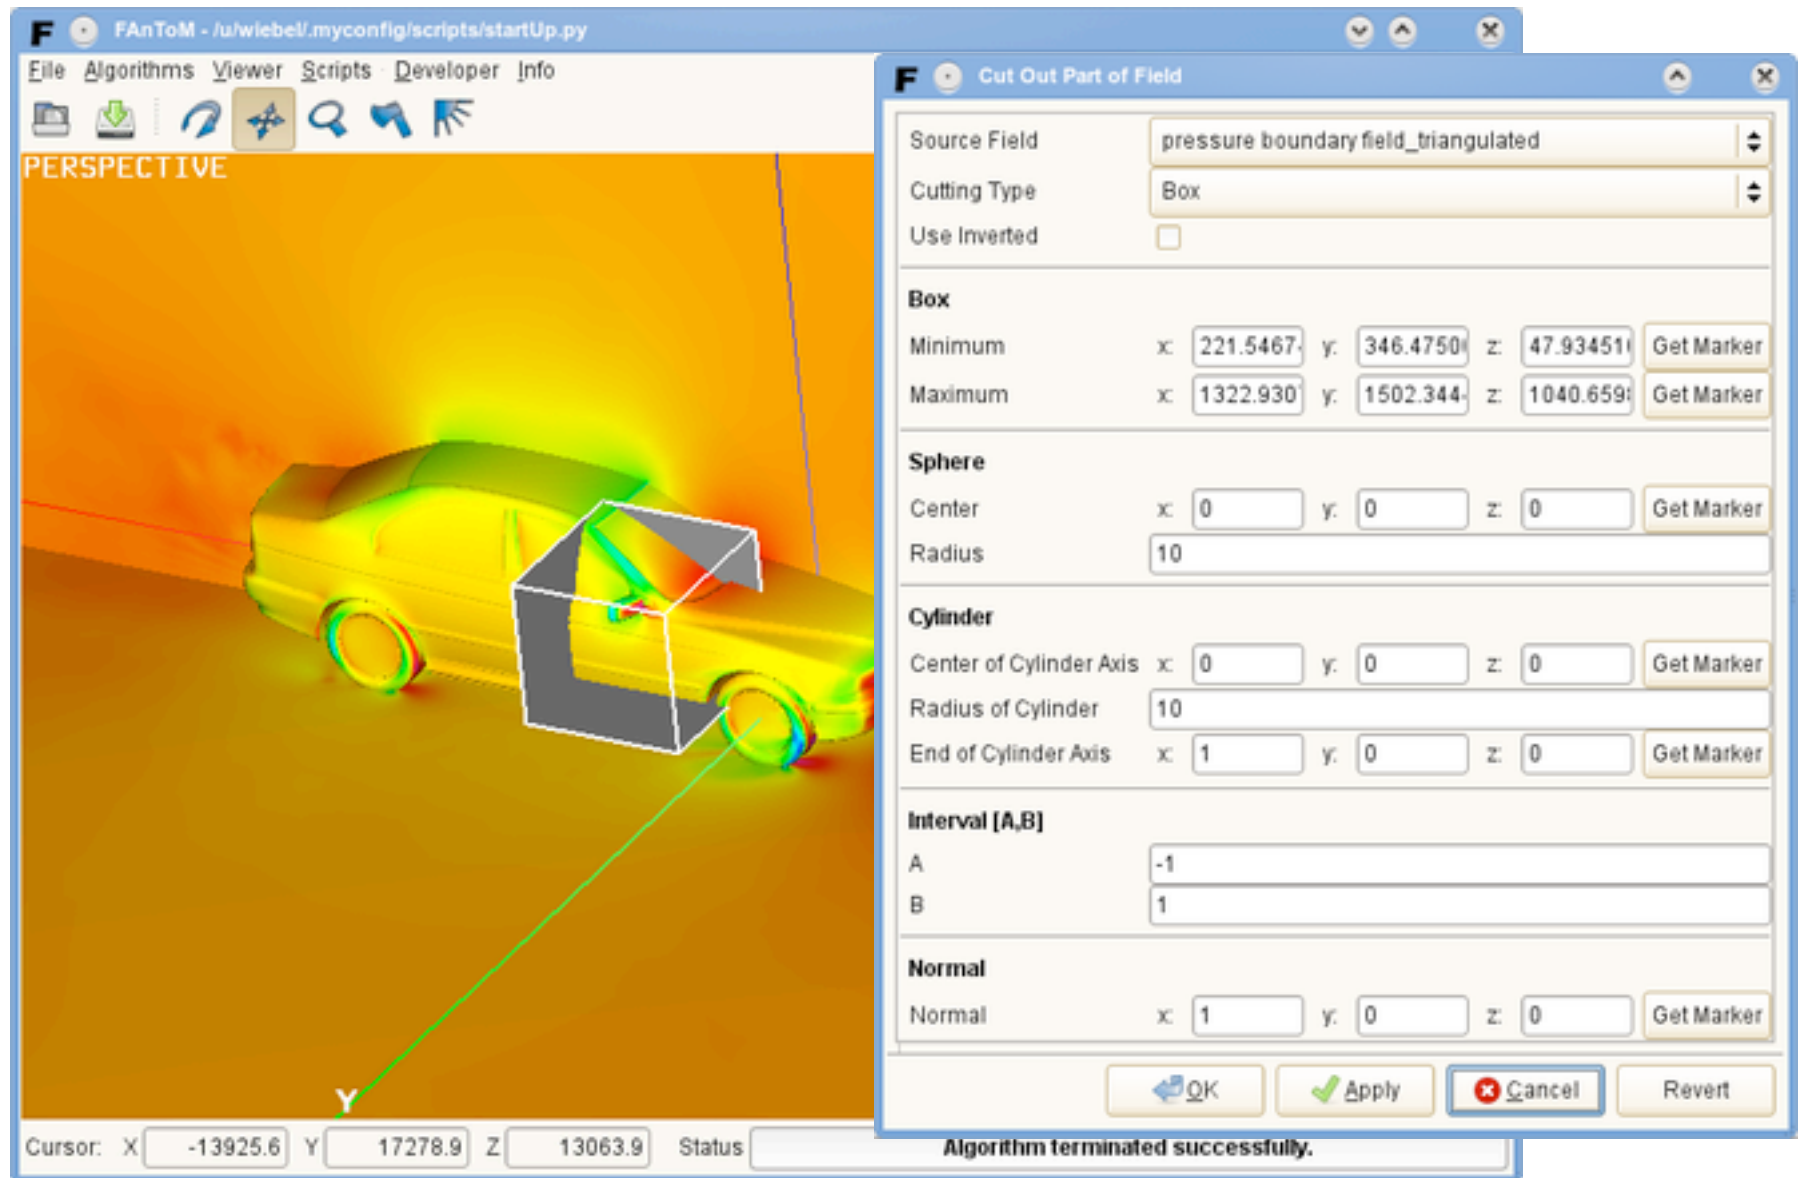 FAnToM - /u/wiebel/.myconfig/scripts/startUp.py
File Algorithms Viewer Scripts Developer Info
PERSPECTIVE
Y
Cursor: X -13925.6 Y 17278.9 Z 13063.9 Status Algorithm terminated successfully.
Cut Out Part of Field
Source Field pressure boundary field_triangulated
Cutting Type Box
Use Inverted
Box
Minimum x: 221.5467 y: 346.4750 z: 47.93451 Get Marker
Maximum x: 1322.930 y: 1502.344 z: 1040.659 Get Marker
Sphere
Center x: 0 y: 0 z: 0 Get Marker
Radius 10
Cylinder
Center of Cylinder Axis x: 0 y: 0 z: 0 Get Marker
Radius of Cylinder 10
End of Cylinder Axis x: 1 y: 0 z: 0 Get Marker
Interval [A,B]
A -1
B 1
Normal
Normal x: 1 y: 0 z: 0 Get Marker
OK Apply Cancel Revert